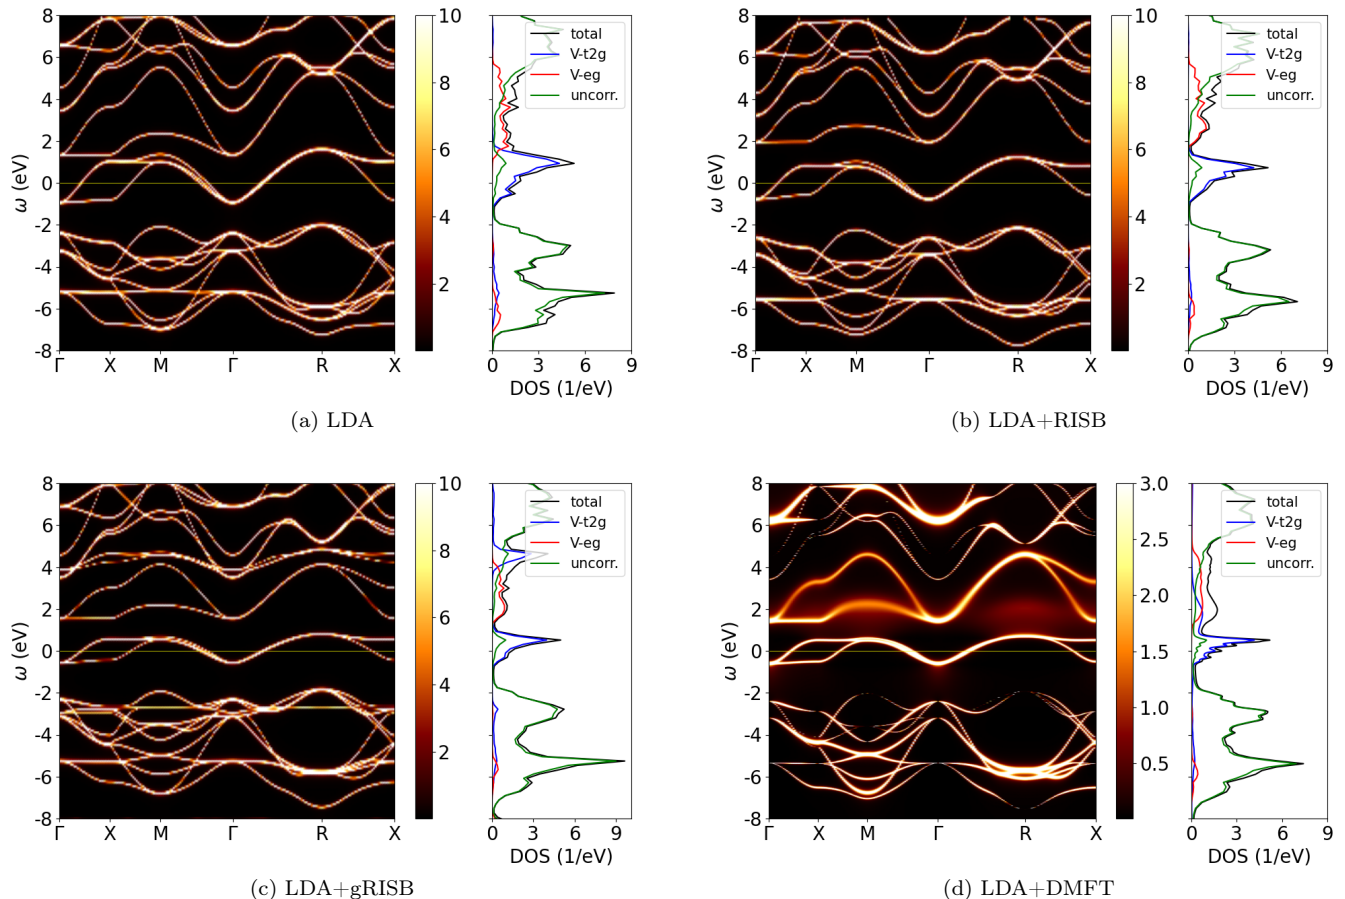 8
6
4
2
0
-2
-4
-6
-8
ω (eV)
Γ X M Γ R X
10
8
6
4
2
total
V-t2g
V-eg
uncorr.
0 3 6 9
DOS (1/eV)
(a) LDA
8
6
4
2
0
-2
-4
-6
-8
ω (eV)
Γ X M Γ R X
10
8
6
4
2
total
V-t2g
V-eg
uncorr.
0 3 6 9
DOS (1/eV)
(b) LDA+RISB
8
6
4
2
0
-2
-4
-6
-8
ω (eV)
Γ X M Γ R X
10
8
6
4
2
total
V-t2g
V-eg
uncorr.
0 3 6 9
DOS (1/eV)
(c) LDA+gRISB
8
6
4
2
0
-2
-4
-6
-8
ω (eV)
Γ X M Γ R X
3.0
2.5
2.0
1.5
1.0
0.5
total
V-t2g
V-eg
uncorr.
0 3 6 9
DOS (1/eV)
(d) LDA+DMFT